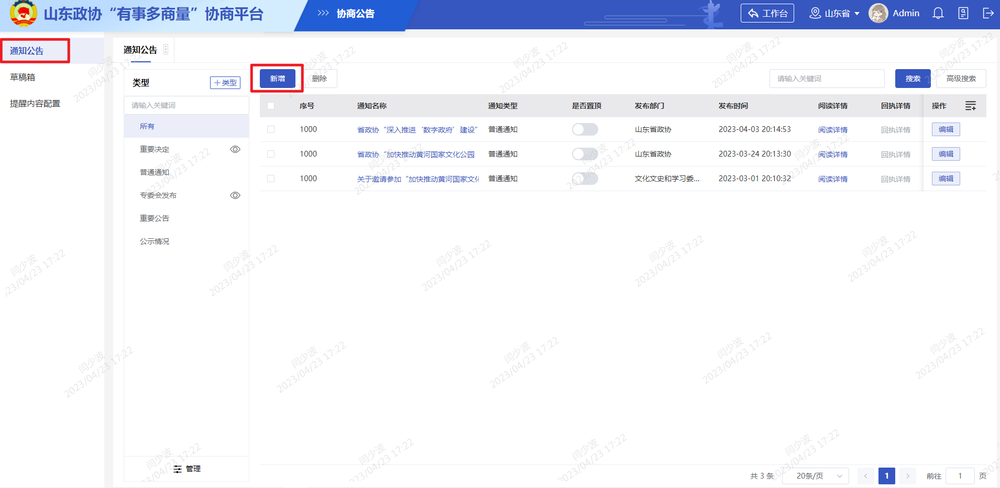 山东政协“有事多商量”协商平台
>>> 协商公告
工作台
山东省
Admin
通知公告
草稿箱
提醒内容配置
通知公告
类型
+类型
请输入关键词
所有
重要决定
普通通知
专委会发布
重要公告
公示情况
管理
新增
删除
请输入关键词
搜索
高级搜索
序号 通知名称 通知类型 是否置顶 发布部门 发布时间 阅读详情 回执详情 操作
1000 省政协“深入推进‘数字政府’建设” 普通通知 山东省政协 2023-04-03 20:14:53 阅读详情 回执详情 编辑
1000 省政协“加快推动黄河国家文化公园 普通通知 山东省政协 2023-03-24 20:13:30 阅读详情 回执详情 编辑
1000 关于邀请参加“加快推动黄河国家文化 普通通知 文化文史和学习委... 2023-03-01 20:10:32 阅读详情 回执详情 编辑
共 3 条
20条/页
<
1
>
前往
1
页
闫少波
2023/04/23 17:22